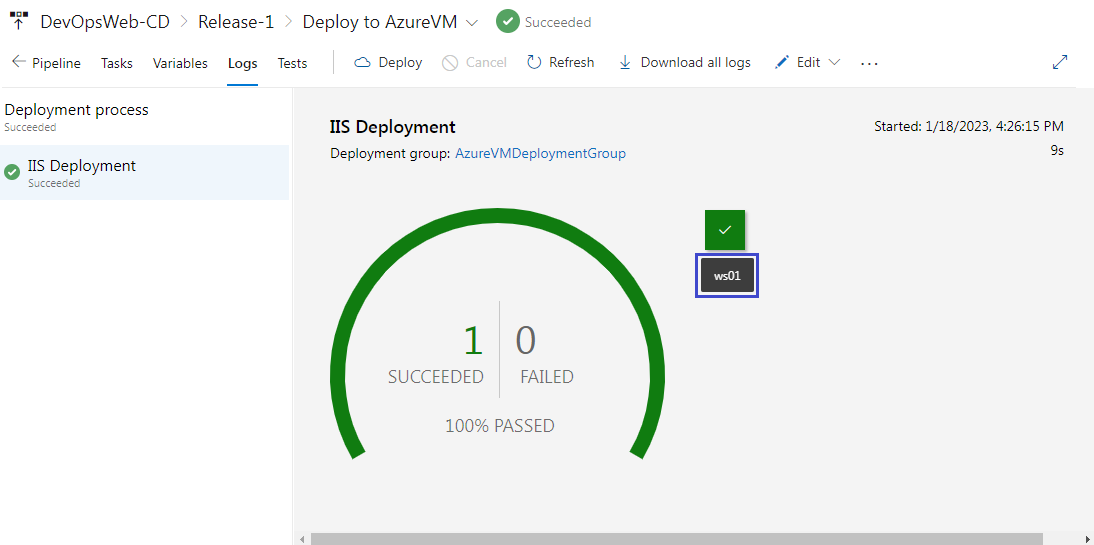 DevOpsWeb-CD > Release-1 > Deploy to AzureVM Succeeded
Pipeline Tasks Variables Logs Tests Deploy Cancel Refresh Download all logs Edit ...
Deployment process
Succeeded
IIS Deployment
Succeeded
IIS Deployment
Started: 1/18/2023, 4:26:15 PM
Deployment group: AzureVMDeploymentGroup
9s
ws01
1 0
SUCCEEDED FAILED
100% PASSED